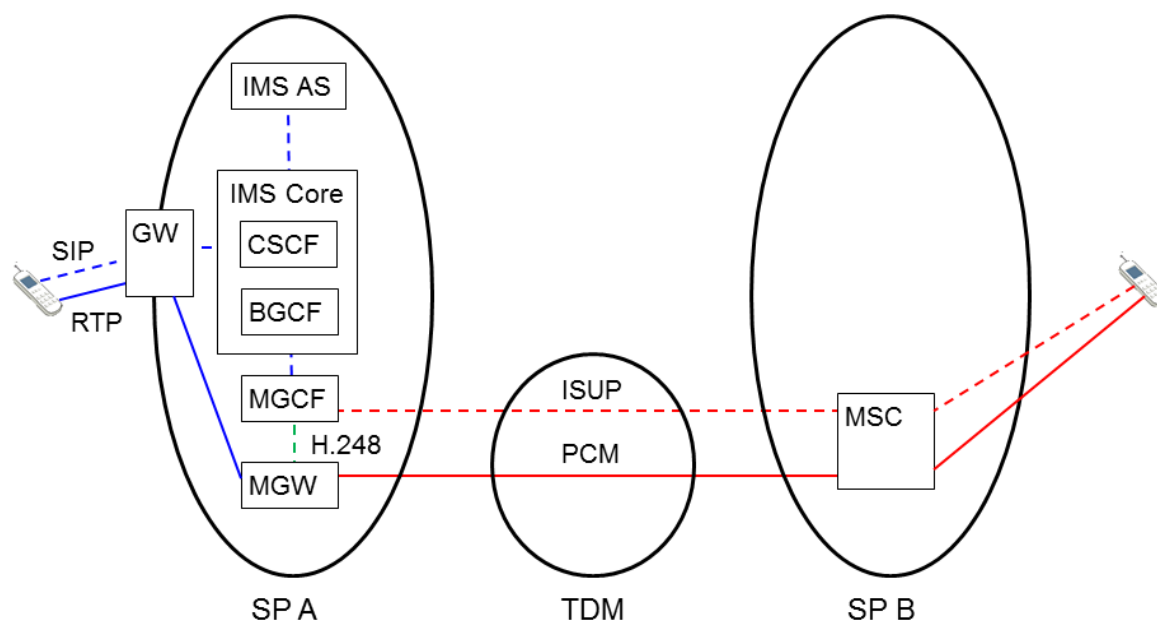 IMS AS
IMS Core
GW
CSCF
SIP
BGCF
RTP
MGCF
ISUP
MSC
H.248
PCM
MGW
SP A
TDM
SP B